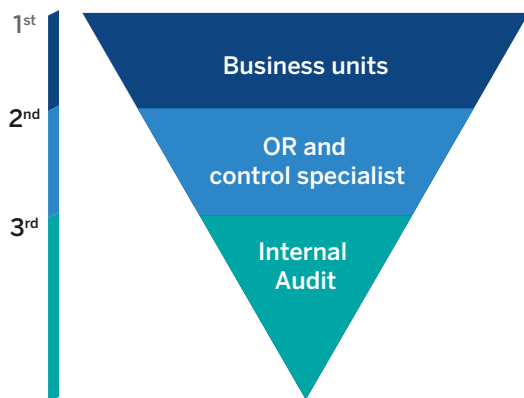 1st
Business units
2nd
OR and
control specialist
3rd
Internal
Audit